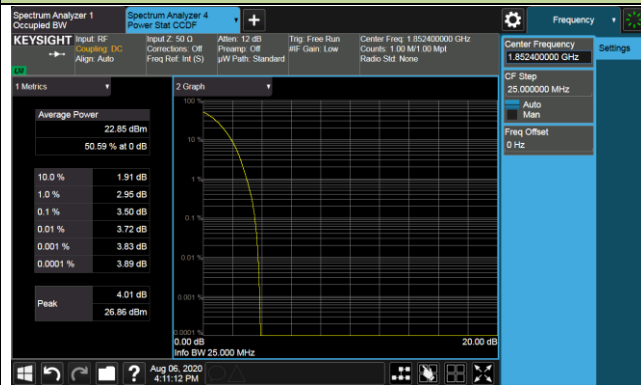 Spectrum Analyzer 1
Occupied BW
Spectrum Analyzer 4
Power Stat CCDF
Frequency
KEYSIGHT
Input: RF
Coupling: DC
Align: Auto
Input Z: 50 Ω
Corrections: Off
Freq Ref: Int (S)
Atten: 12 dB
Preamp: Off
µW Path: Standard
Trig: Free Run
#IF Gain: Low
Center Freq: 1.852400000 GHz
Counts: 1.00 M/1.00 Mpt
Radio Std: None
Center Frequency
1.852400000 GHz
Settings
CF Step
25.000000 MHz
Auto
Man
Freq Offset
0 Hz
1 Metrics
2 Graph
Average Power
22.85 dBm
50.59 % at 0 dB
10.0 % 1.91 dB
1.0 % 2.95 dB
0.1 % 3.50 dB
0.01 % 3.72 dB
0.001 % 3.83 dB
0.0001 % 3.89 dB
Peak
4.01 dB
26.86 dBm
100 %
10 %
1 %
0.1 %
0.01 %
0.001 %
0.0001 %
0.00 dB
20.00 dB
Info BW 25.000 MHz
?
Aug 06, 2020
4:11:12 PM